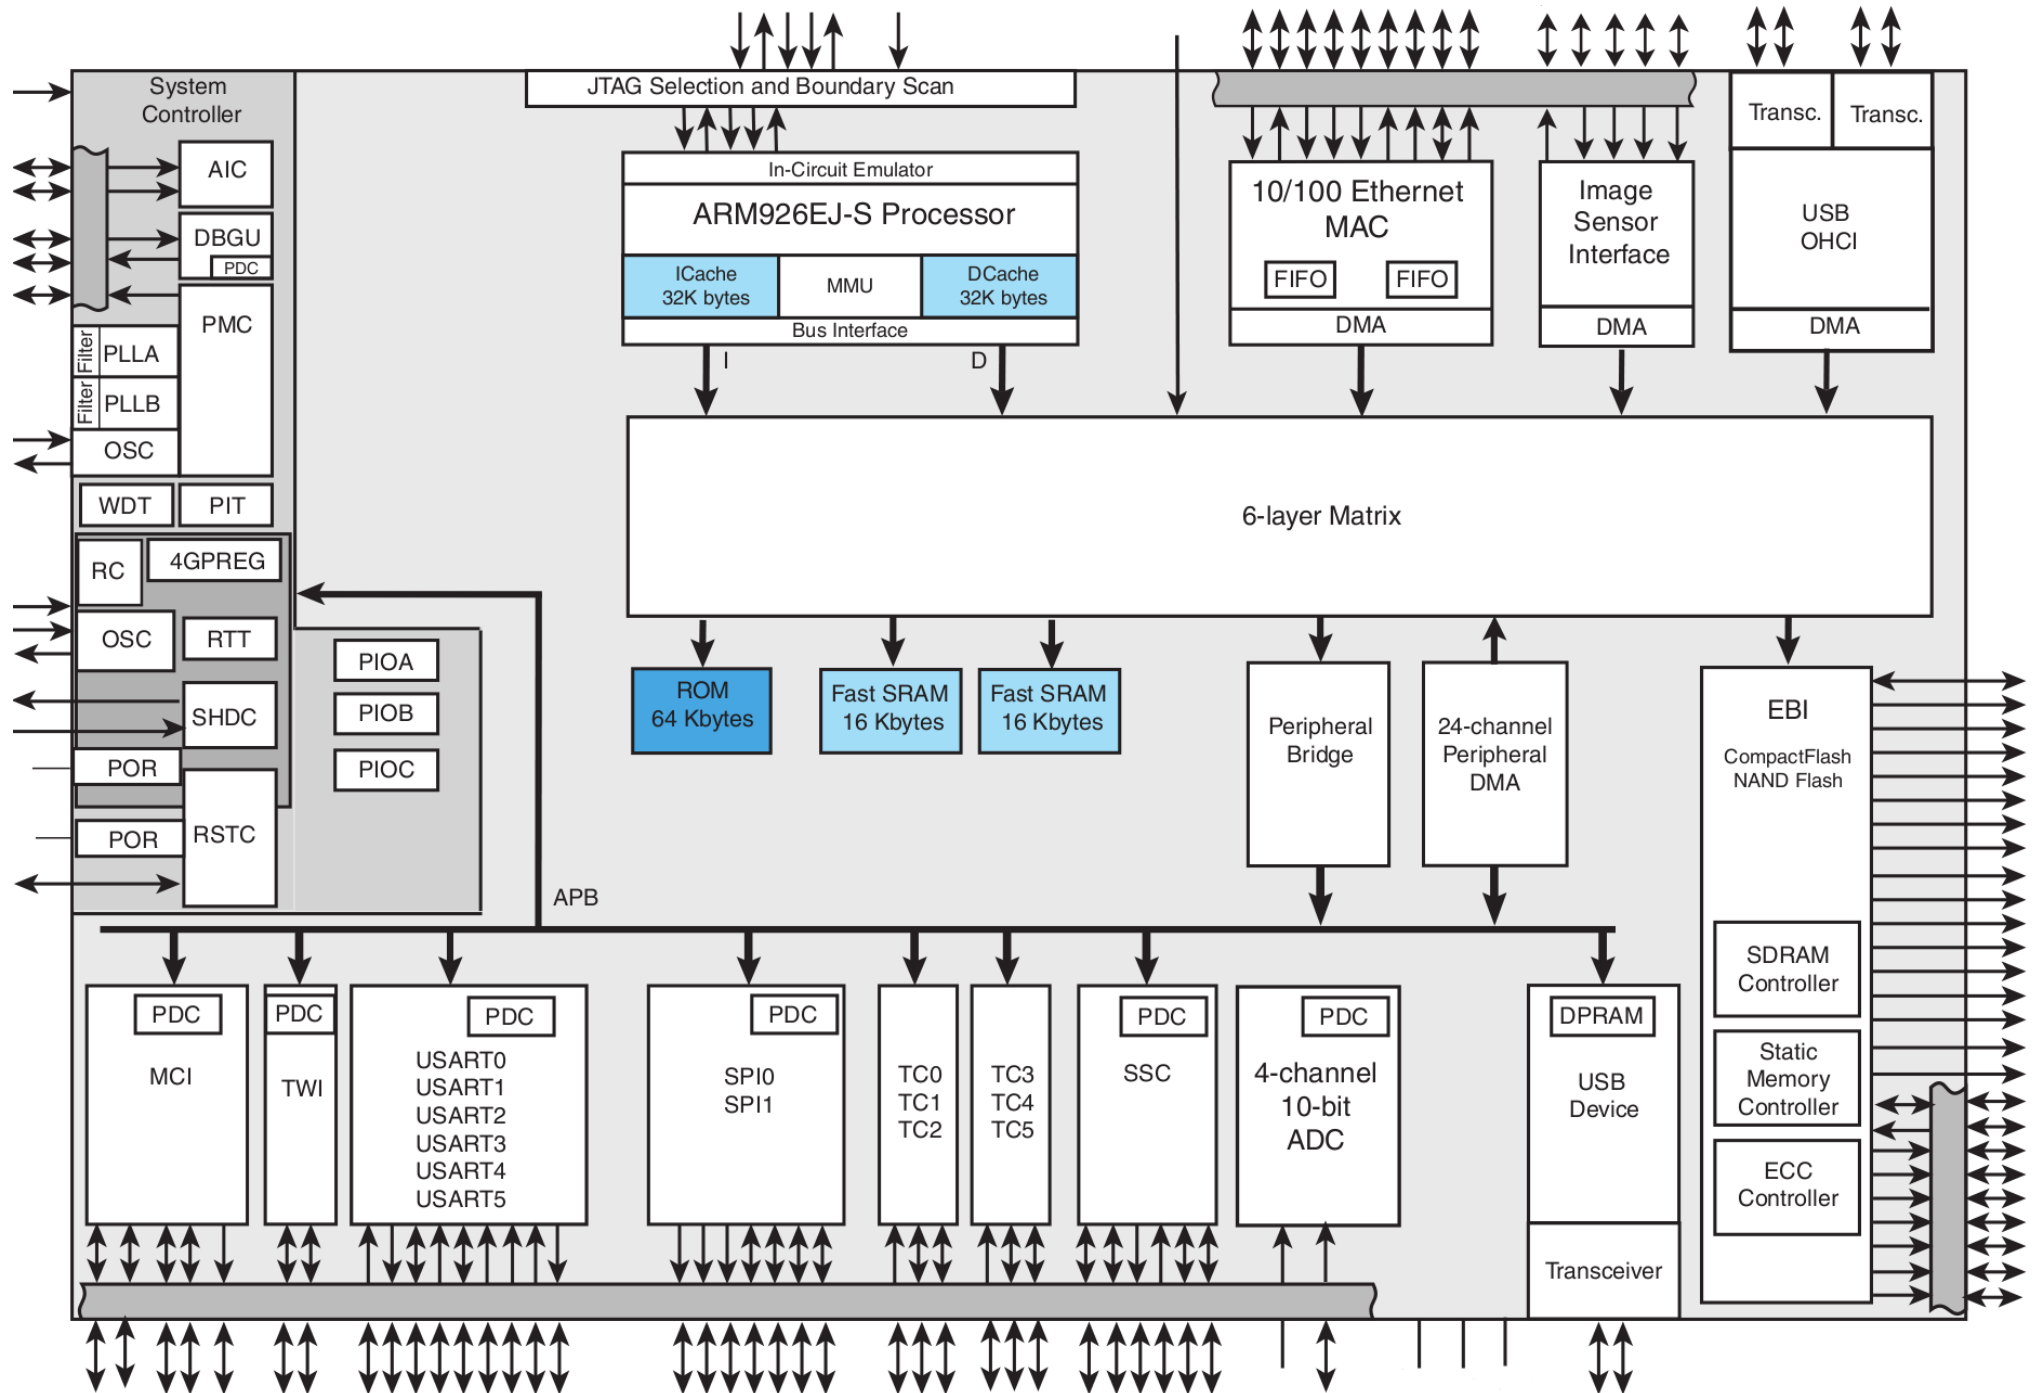 System
Controller
JTAG Selection and Boundary Scan
Transc.
Transc.
AIC
In-Circuit Emulator
ARM926EJ-S Processor
ICache
32K bytes
MMU
DCache
32K bytes
Bus Interface
I
D
10/100 Ethernet
MAC
FIFO
FIFO
DMA
Image
Sensor
Interface
DMA
USB
OHCI
DMA
DBGU
PDC
PMC
Filter
PLLA
Filter
PLLB
OSC
WDT
PIT
6-layer Matrix
RC
4GPREG
OSC
RTT
SHDC
POR
POR
RSTC
PIOA
PIOB
PIOC
ROM
64 Kbytes
Fast SRAM
16 Kbytes
Fast SRAM
16 Kbytes
Peripheral
Bridge
24-channel
Peripheral
DMA
EBI
CompactFlash
NAND Flash
SDRAM
Controller
Static
Memory
Controller
ECC
Controller
APB
PDC
MCI
PDC
TWI
PDC
USART0
USART1
USART2
USART3
USART4
USART5
PDC
SPI0
SPI1
TC0
TC1
TC2
TC3
TC4
TC5
PDC
SSC
PDC
4-channel
10-bit
ADC
DPRAM
USB
Device
Transceiver